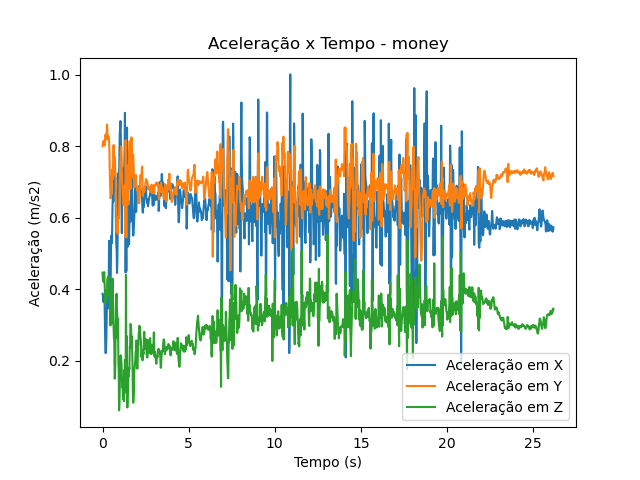 Aceleração x Tempo - money
Aceleração (m/s2)
1.0
0.8
0.6
0.4
0.2
Aceleração em X
Aceleração em Y
Aceleração em Z
0 5 10 15 20 25
Tempo (s)